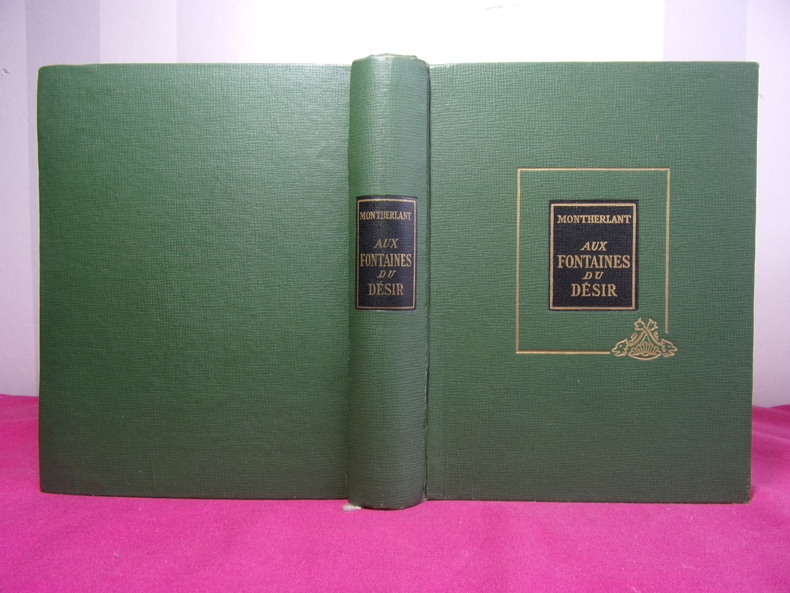 MONTHERLANT
AUX
FONTAINES
DU
DÉSIR
MONTHERLANT
AUX
FONTAINES
DU
DÉSIR